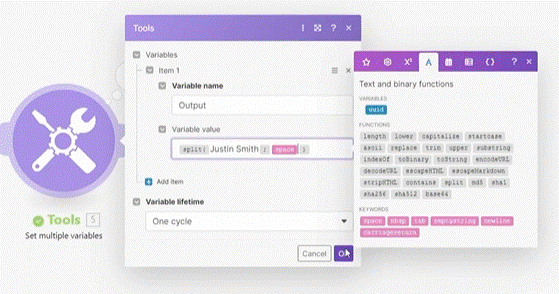 Tools
Variables
Item 1
Variable name
Output
Variable value
split( Justin Smith ; space )
Add item
Variable lifetime
One cycle
Cancel
OK
Tools 5
Set multiple variables
Text and binary functions
VARIABLES
uuid
FUNCTIONS
length lower capitalize startcase
ascii replace trim upper substring
indexOf toBinary toString encodeURL
decodeURL escapeHTML escapeMarkdown
stripHTML contains split md5 sha1
sha256 sha512 base64
KEYWORDS
space nbsp tab emptystring newline
carriagereturn